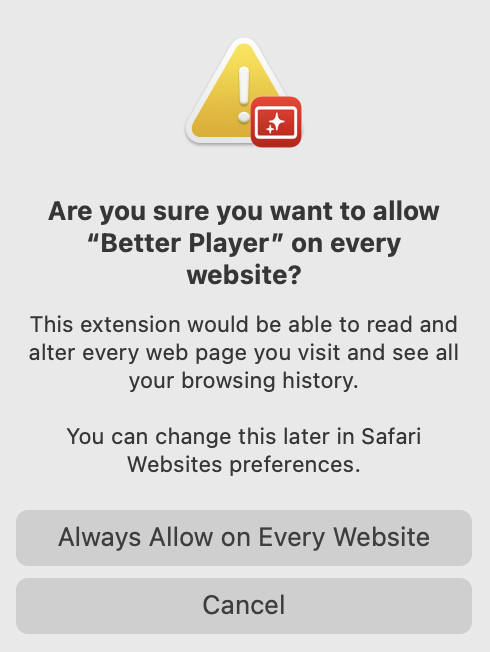 Are you sure you want to allow
“Better Player” on every
website?
This extension would be able to read and
alter every web page you visit and see all
your browsing history.
You can change this later in Safari
Websites preferences.
Always Allow on Every Website
Cancel